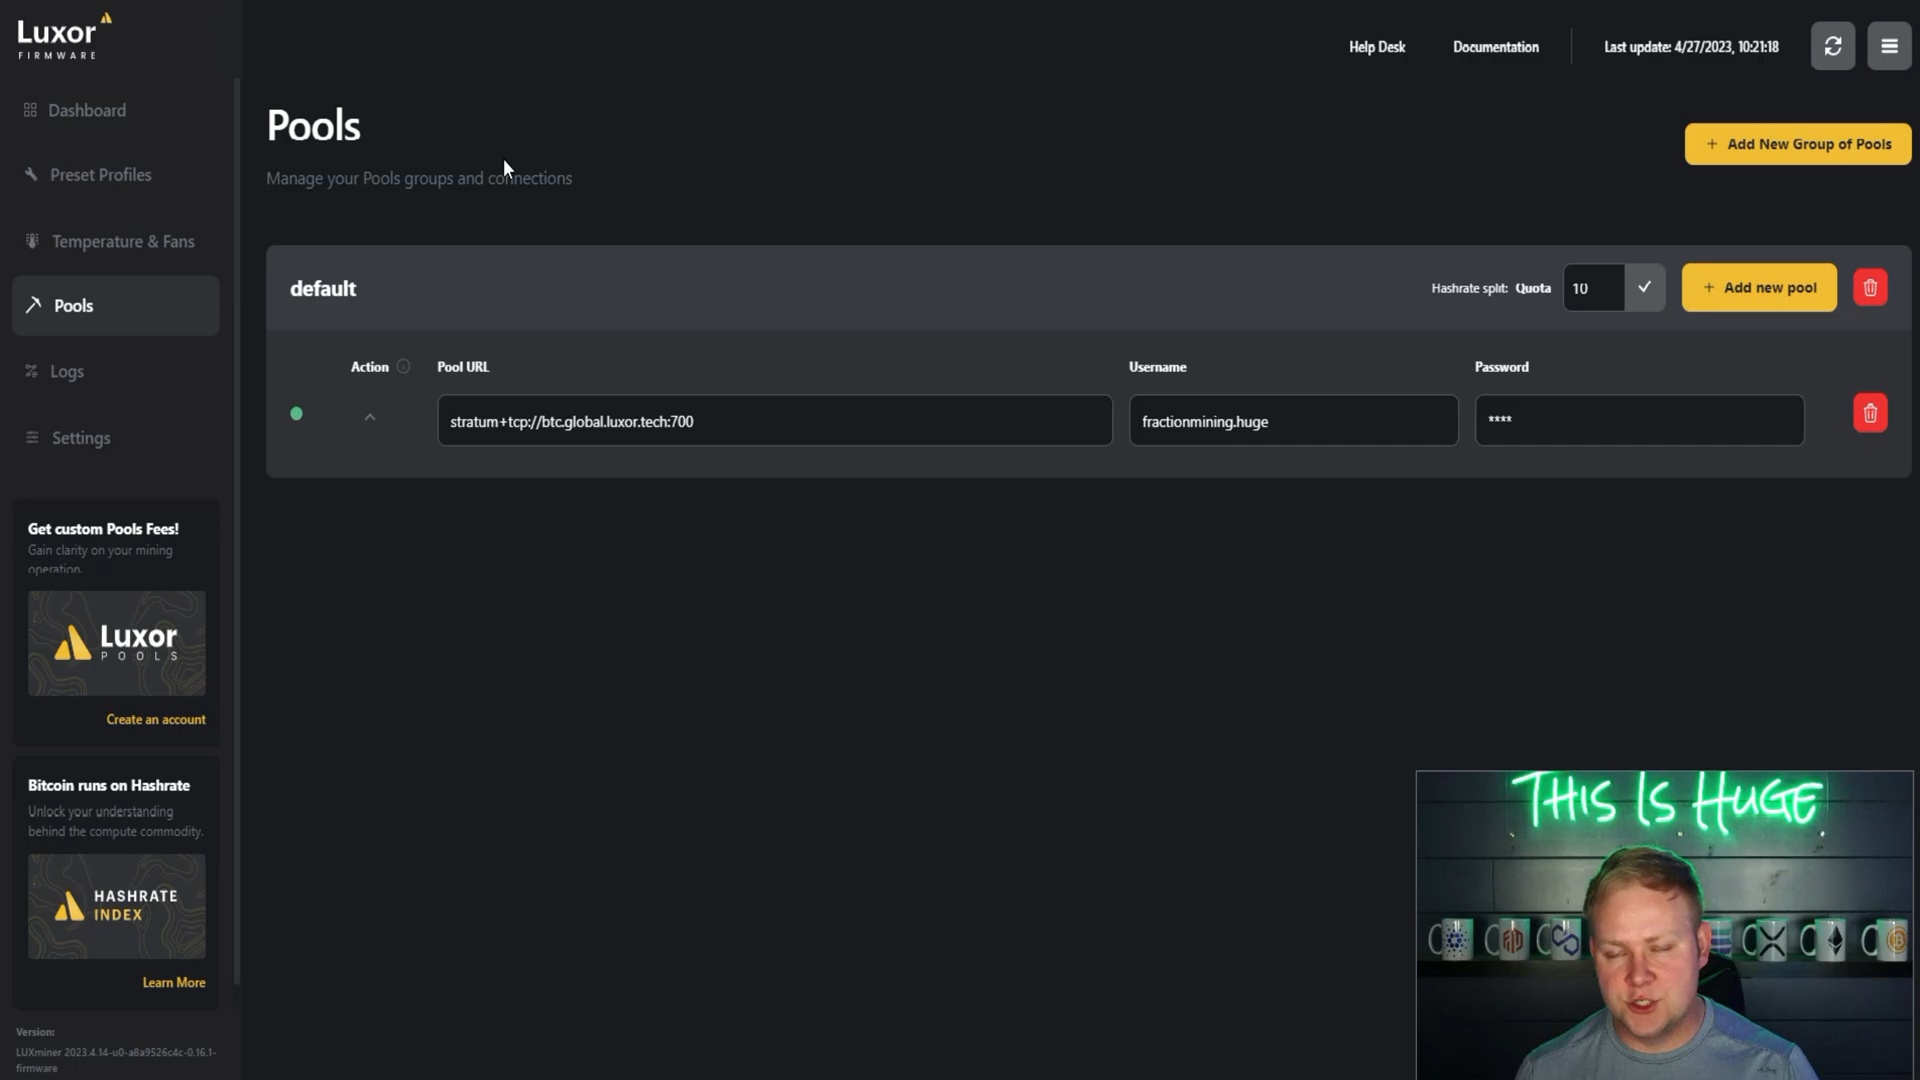 Luxor
FIRMWARE
Dashboard
Preset Profiles
Temperature & Fans
Pools
Logs
Settings
Get custom Pools Fees!
Gain clarity on your mining
operation.
Luxor
POOLS
Create an account
Bitcoin runs on Hashrate
Unlock your understanding
behind the compute commodity.
HASHRATE
INDEX
Learn More
Version:
LUXminer 2023.4.14-u0-a8a9526c4c-0.16.1-
firmware
Help Desk
Documentation
Last update: 4/27/2023, 10:21:18
Pools
Manage your Pools groups and connections
+ Add New Group of Pools
default
Hashrate split: Quota
10
+ Add new pool
Action
Pool URL
Username
Password
stratum+tcp://btc.global.luxor.tech:700
fractionmining.huge
****
THIS IS HUGE